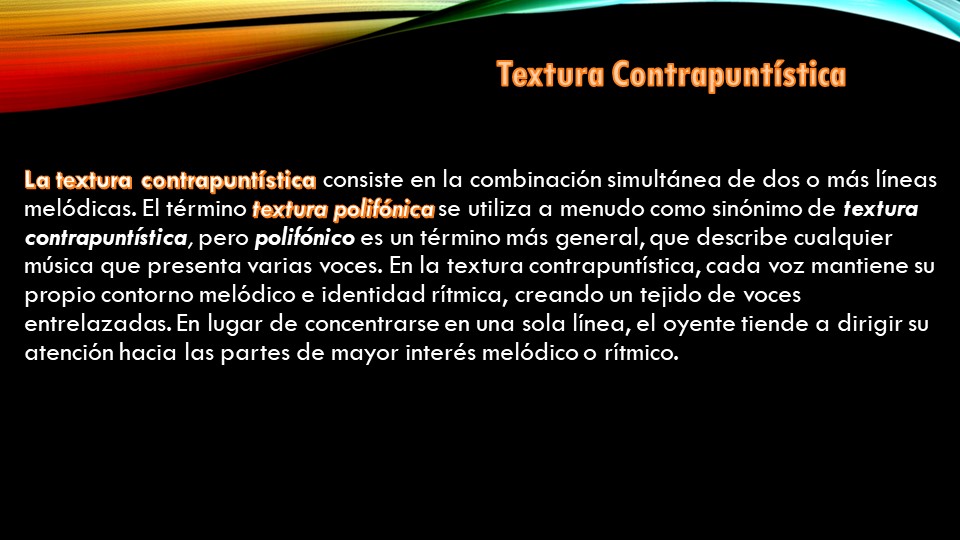 Textura Contrapuntística
La textura contrapuntística consiste en la combinación simultánea de dos o más líneas
melódicas. El término textura polifónica se utiliza a menudo como sinónimo de textura
contrapuntística, pero polifónico es un término más general, que describe cualquier
música que presenta varias voces. En la textura contrapuntística, cada voz mantiene su
propio contorno melódico e identidad rítmica, creando un tejido de voces
entrelazadas. En lugar de concentrarse en una sola línea, el oyente tiende a dirigir su
atención hacia las partes de mayor interés melódico o rítmico.